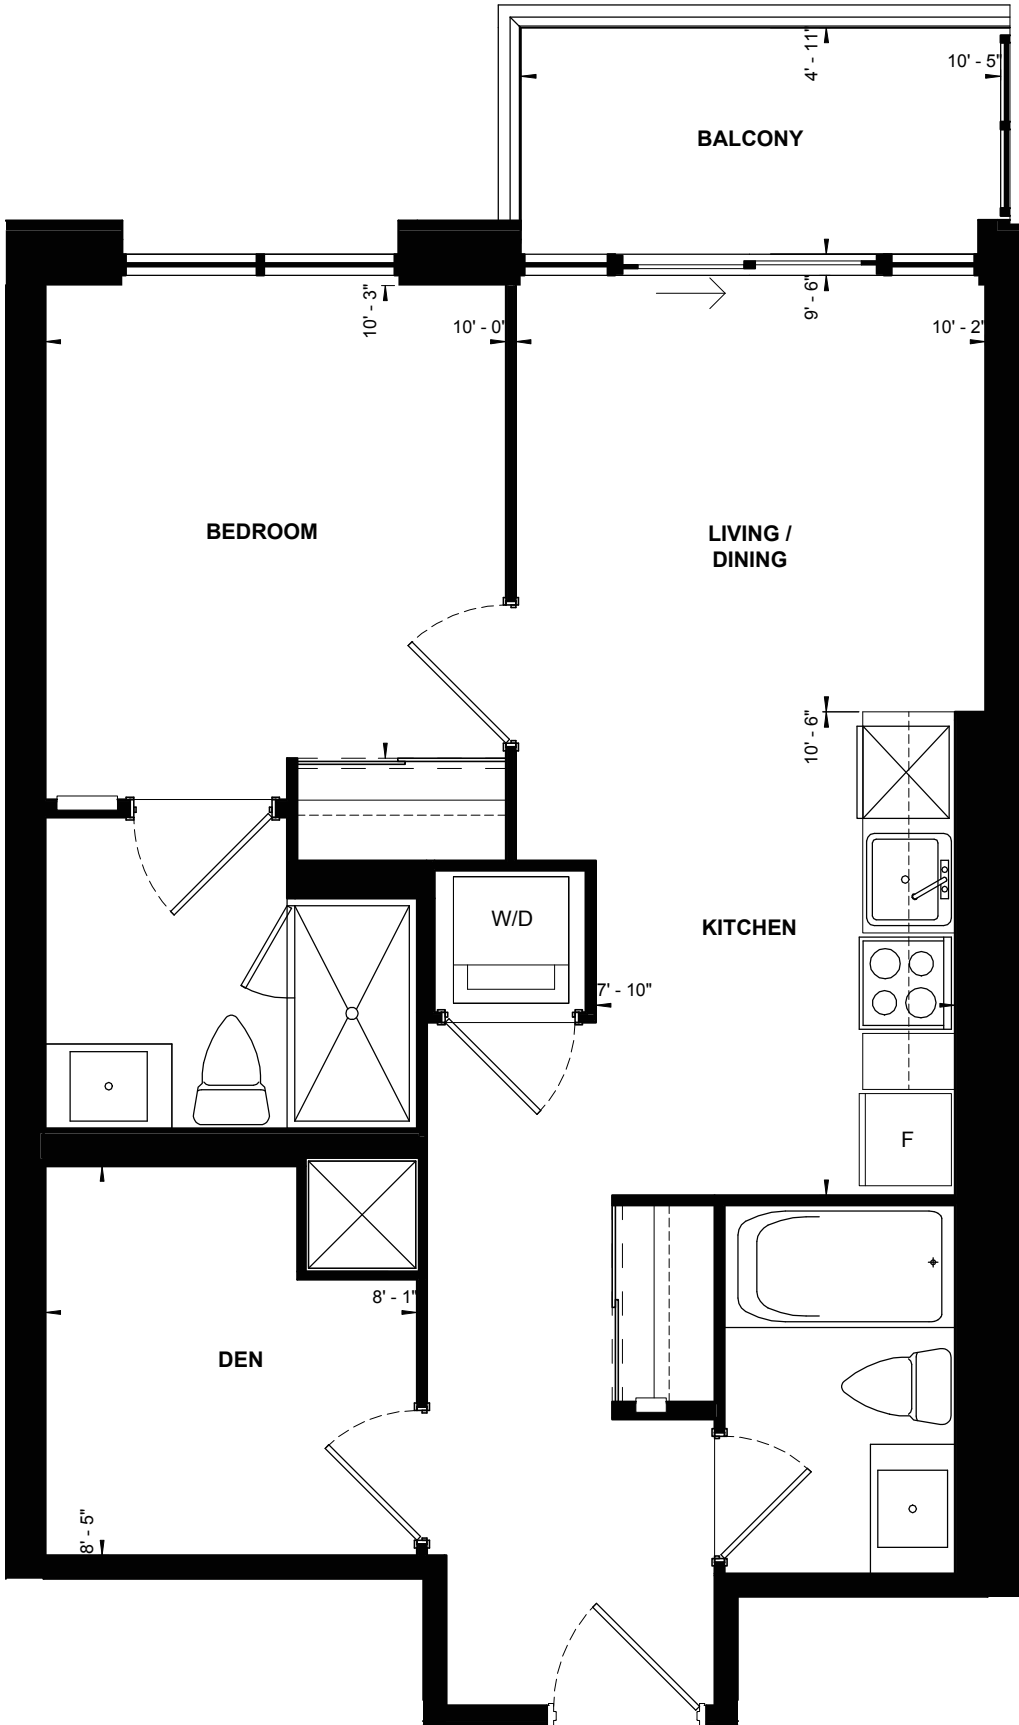 4' - 11"
10' - 5"
BALCONY
10' - 3"
10' - 0"
9' - 6"
10' - 2"
BEDROOM
LIVING /
DINING
10' - 6"
W/D
KITCHEN
7' - 10"
F
8' - 1"
DEN
8' - 5"